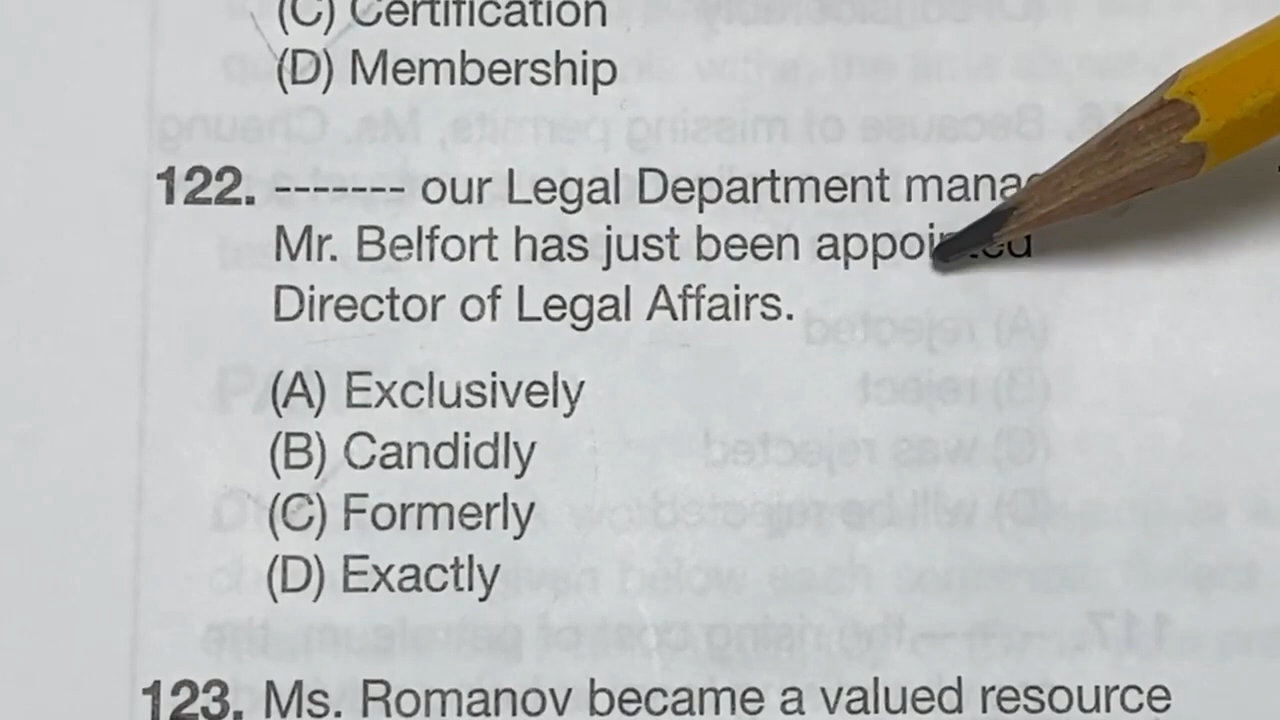 (C) Certification
(D) Membership
122. ------- our Legal Department
Mr. Belfort has just been
Director of Legal Affairs.
(A) Exclusively
(B) Candidly
(C) Formerly
(D) Exactly
123. Ms. Romanov became a valued resource